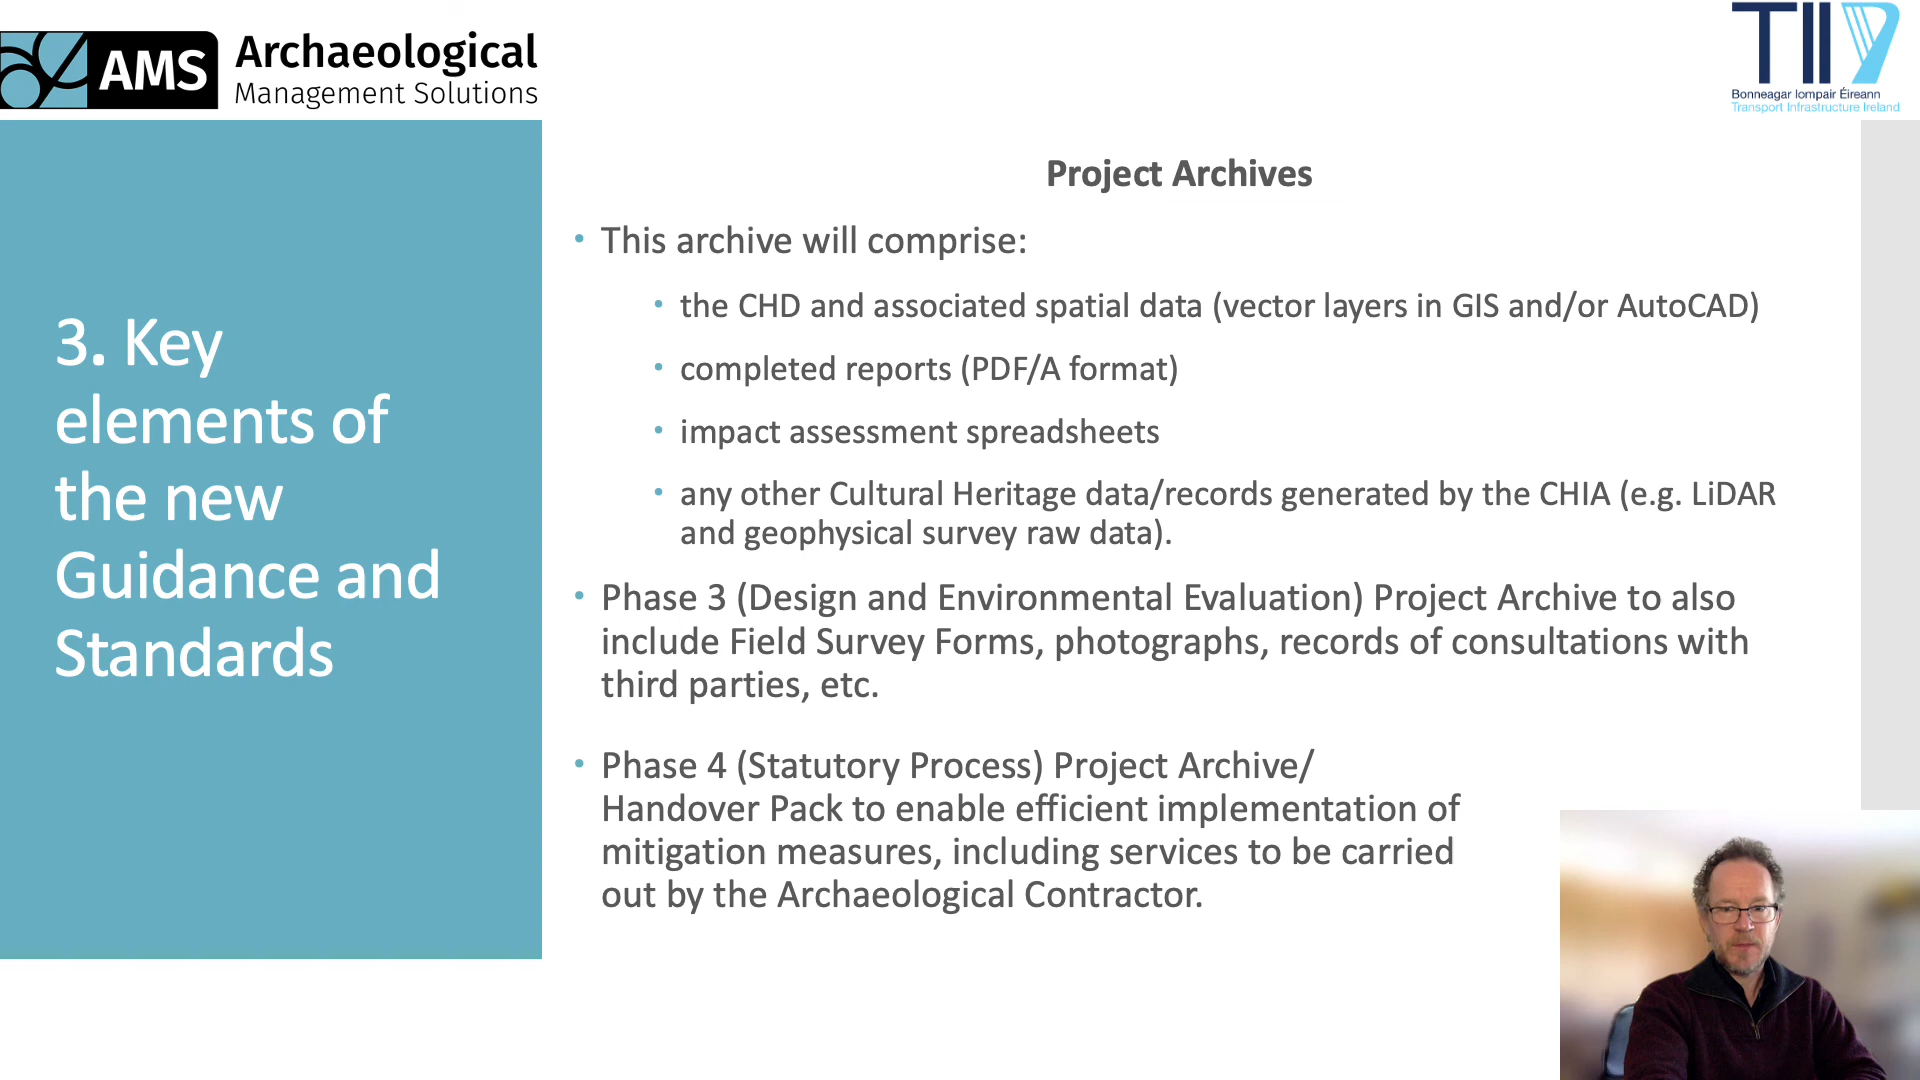 AMS
Archaeological
Management Solutions
TII
Bonneagar Iompair Éireann
Transport Infrastructure Ireland
3. Key
elements of
the new
Guidance and
Standards
Project Archives
• This archive will comprise:
• the CHD and associated spatial data (vector layers in GIS and/or AutoCAD)
• completed reports (PDF/A format)
• impact assessment spreadsheets
• any other Cultural Heritage data/records generated by the CHIA (e.g. LiDAR
and geophysical survey raw data).
• Phase 3 (Design and Environmental Evaluation) Project Archive to also
include Field Survey Forms, photographs, records of consultations with
third parties, etc.
• Phase 4 (Statutory Process) Project Archive/
Handover Pack to enable efficient implementation of
mitigation measures, including services to be carried
out by the Archaeological Contractor.